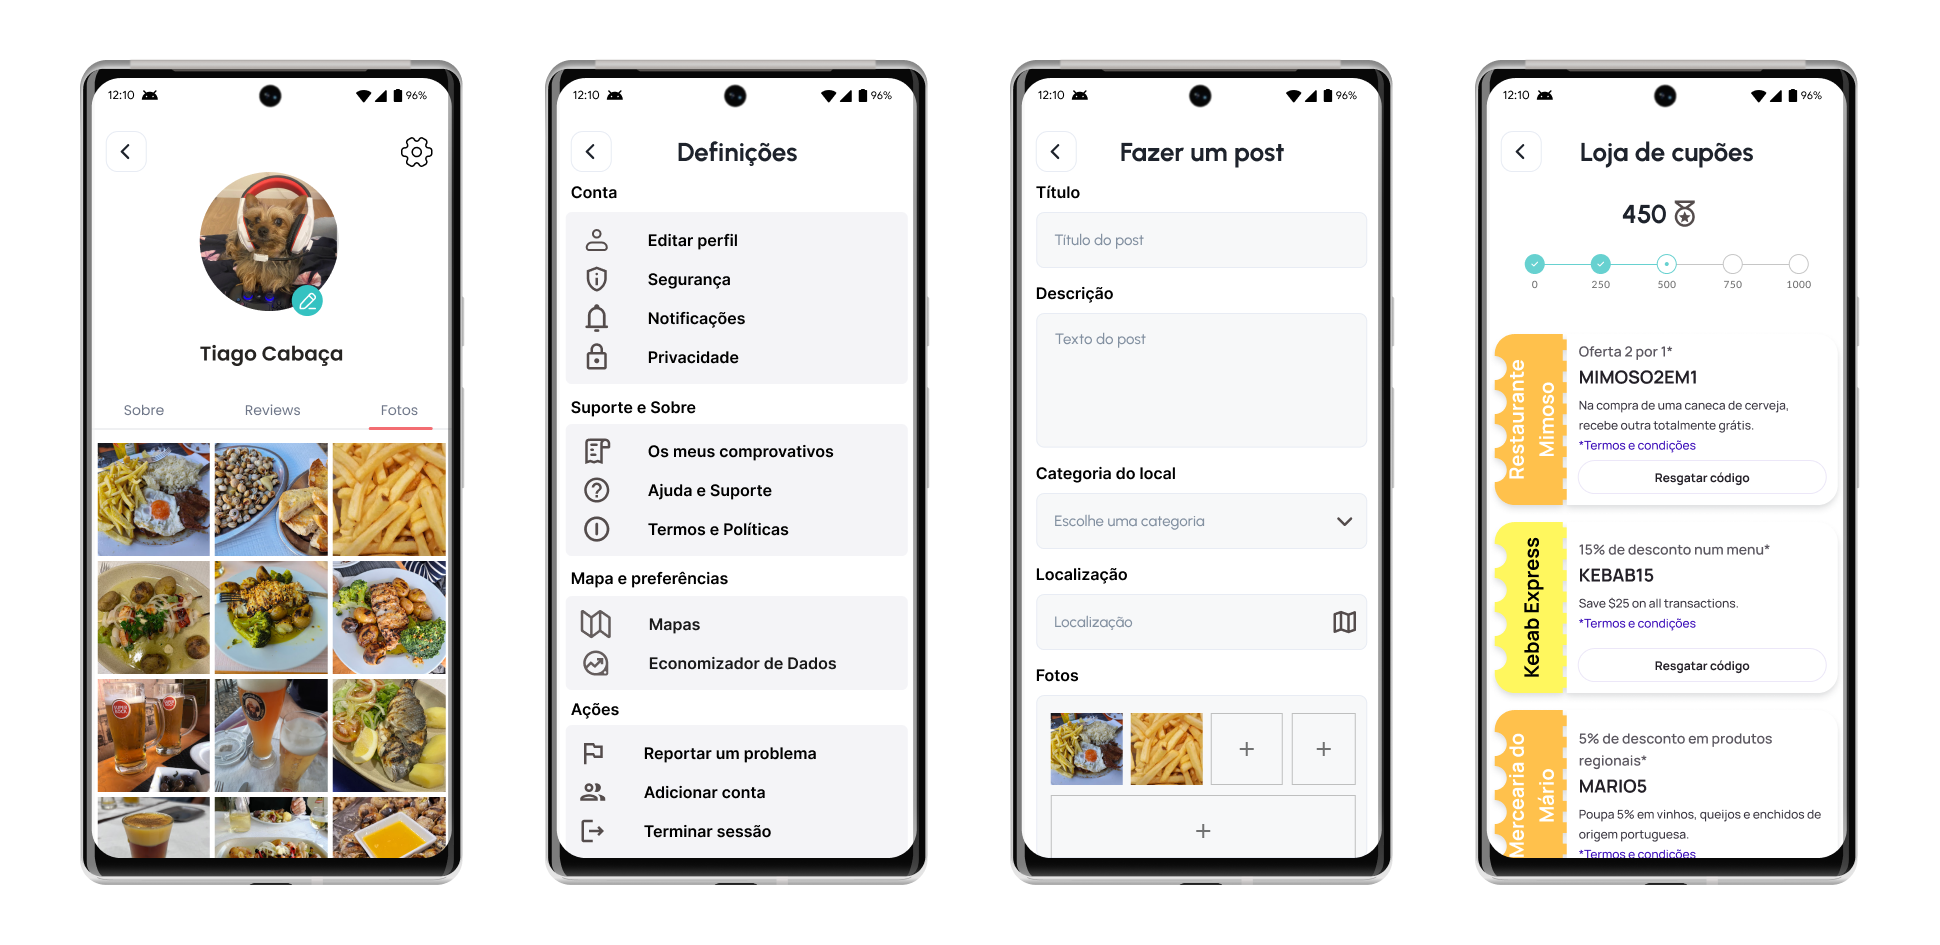 12:10
96%
Tiago Cabaça
Sobre
Reviews
Fotos
SUPER BOCK
12:10
96%
Definições
Conta
Editar perfil
Segurança
Notificações
Privacidade
Suporte e Sobre
Os meus comprovativos
Ajuda e Suporte
Termos e Políticas
Mapa e preferências
Mapas
Economizador de Dados
Ações
Reportar um problema
Adicionar conta
Terminar sessão
12:10
96%
Fazer um post
Título
Título do post
Descrição
Texto do post
Categoria do local
Escolhe uma categoria
Localização
Localização
Fotos
12:10
96%
Loja de cupões
450
0
250
500
750
1000
Restaurante
Mimoso
Oferta 2 por 1*
MIMOSO2EM1
Na compra de uma caneca de cerveja,
recebe outra totalmente grátis.
*Termos e condições
Resgatar código
Kebab Express
15% de desconto num menu*
KEBAB15
Save $25 on all transactions.
*Termos e condições
Resgatar código
Mercearia do
Mário
5% de desconto em produtos
regionais*
MARIO5
Poupa 5% em vinhos, queijos e enchidos de
origem portuguesa.
*Termos e condições